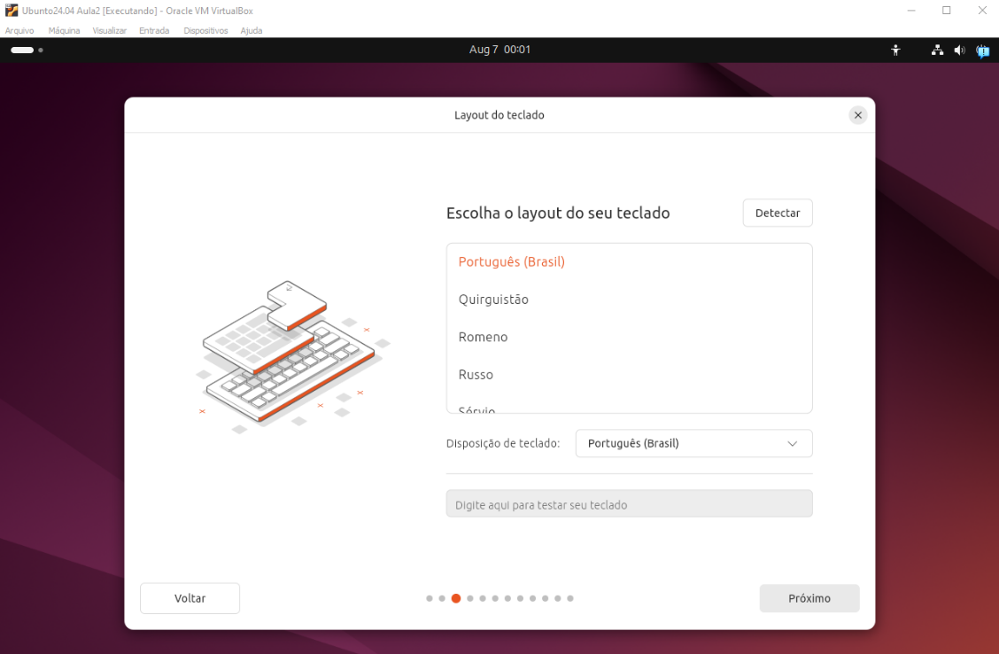 Ubunto24.04 Aula2 [Executando] - Oracle VM VirtualBox
Arquivo Máquina Visualizar Entrada Dispositivos Ajuda
Aug 7 00:01
Layout do teclado
Escolha o layout do seu teclado
Detectar
Português (Brasil)
Quirguistão
Romeno
Russo
Sérvio
Disposição de teclado: Português (Brasil)
Digite aqui para testar seu teclado
Voltar
Próximo